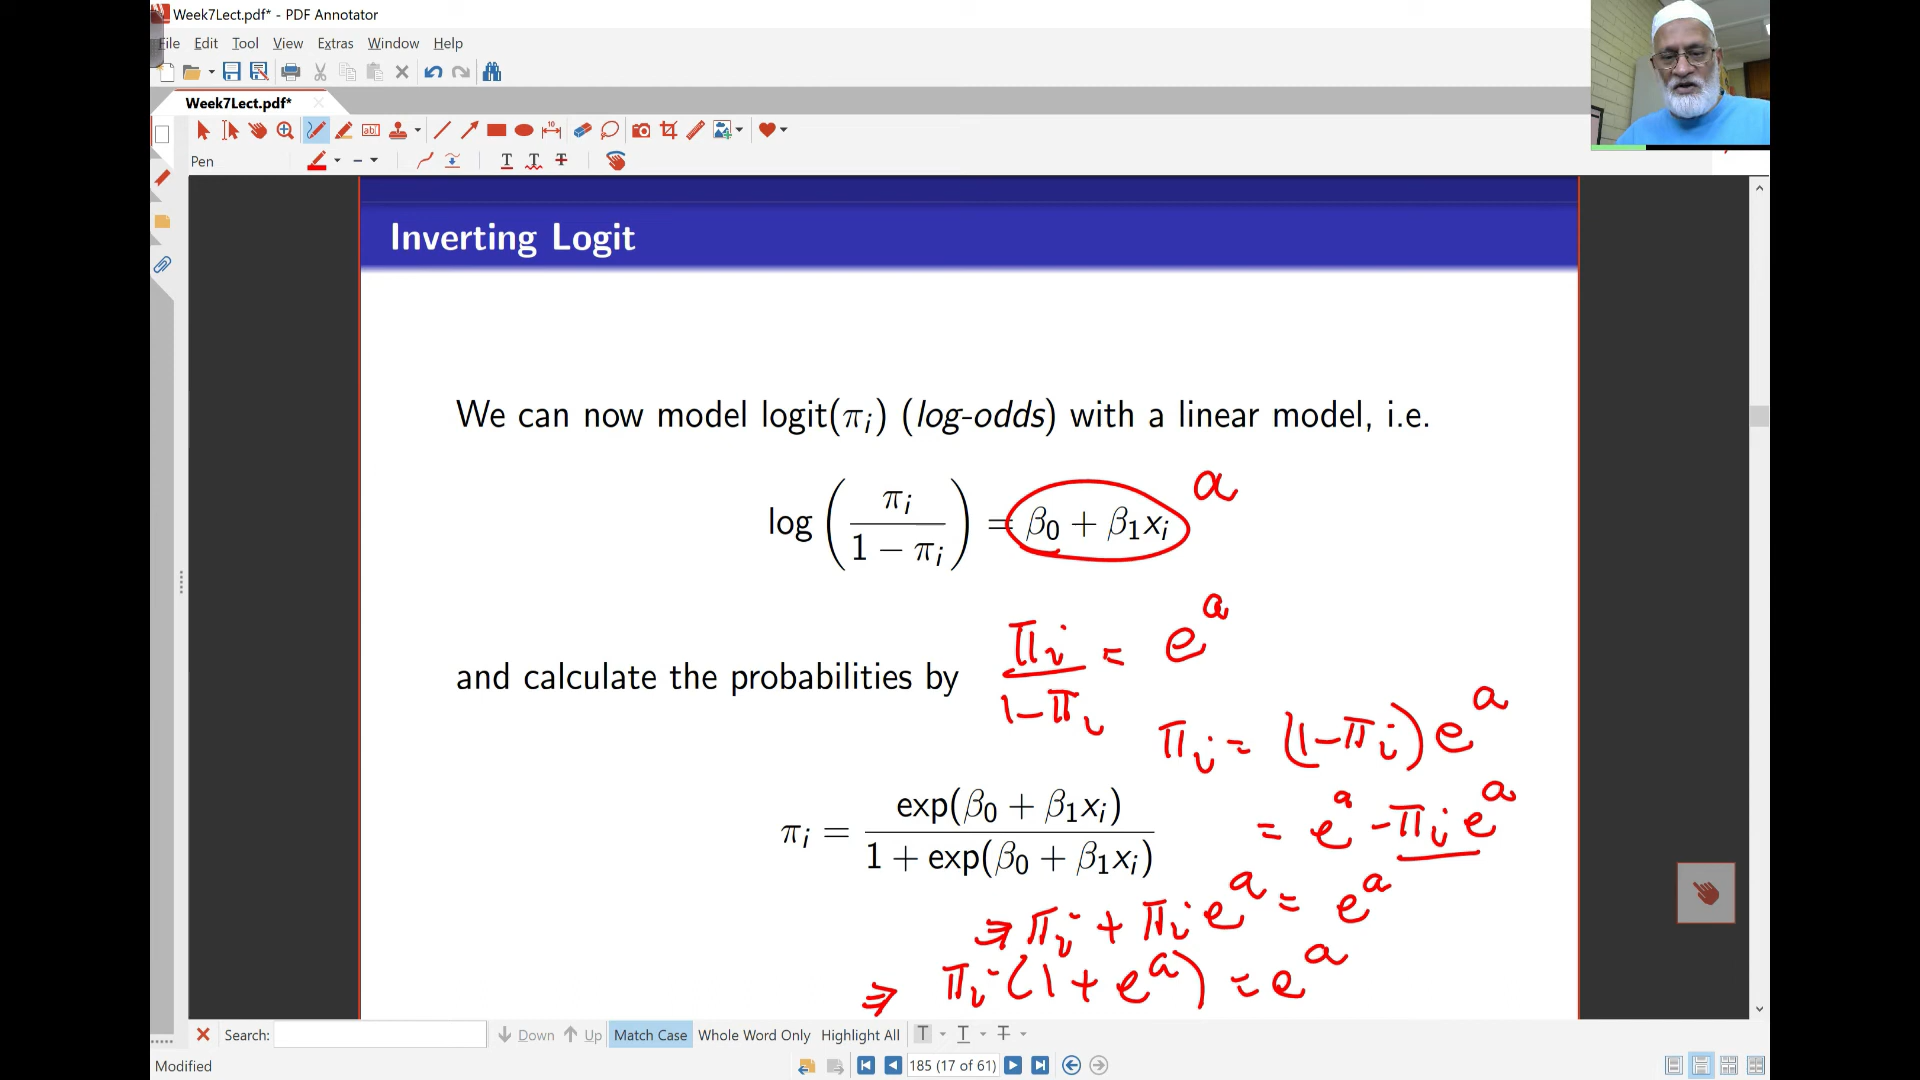 Week7Lect.pdf* - PDF Annotator
File Edit Tool View Extras Window Help
Week7Lect.pdf*
Pen
Inverting Logit
We can now model logit(πᵢ) (log-odds) with a linear model, i.e.
log (πᵢ / (1 − πᵢ)) = β₀ + β₁xᵢ a
πᵢ / (1 − πᵢ) = eᵃ
and calculate the probabilities by
πᵢ = (1 − πᵢ) eᵃ
πᵢ = exp(β₀ + β₁xᵢ) / (1 + exp(β₀ + β₁xᵢ))
= eᵃ − πᵢ eᵃ
⇒ πᵢ + πᵢ eᵃ = eᵃ
⇒ πᵢ (1 + eᵃ) = eᵃ
Search: Down Up Match Case Whole Word Only Highlight All
Modified 185 (17 of 61)